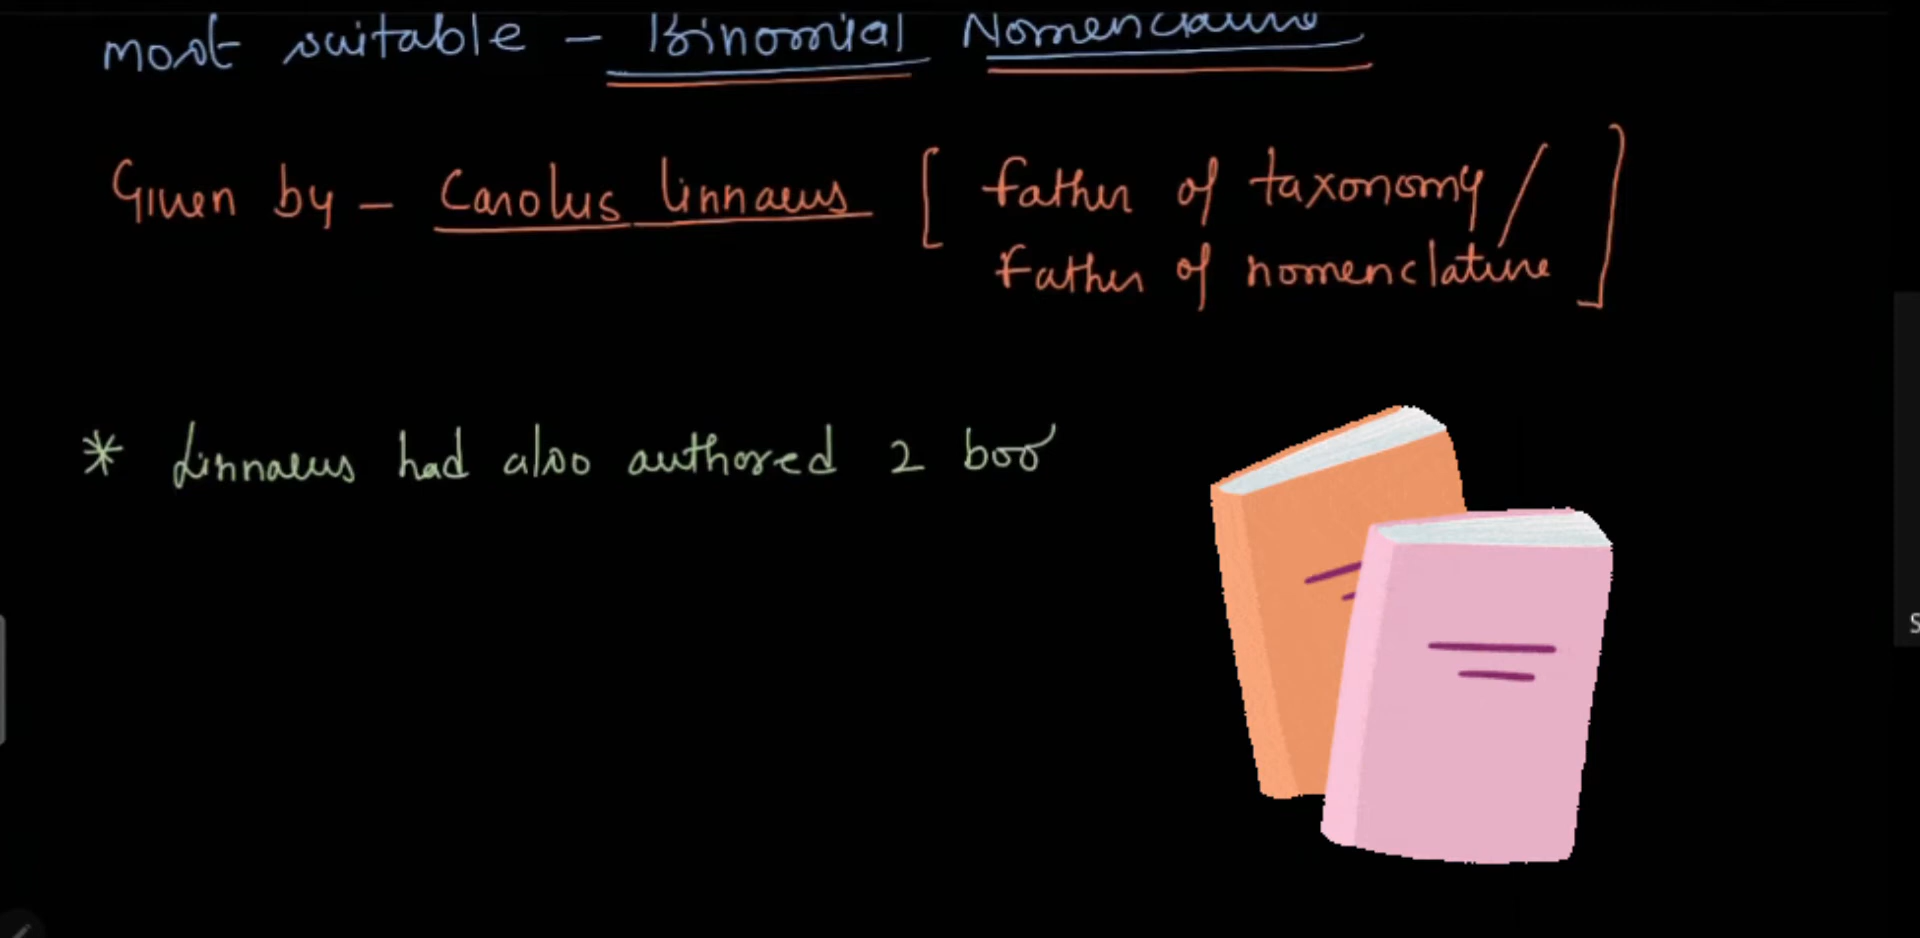 most suitable - Binomial Nomenclature
Given by - Carolus linnaeus [ father of taxonomy /
Father of nomenclature ]
* Linnaeus had also authored 2 boo
S